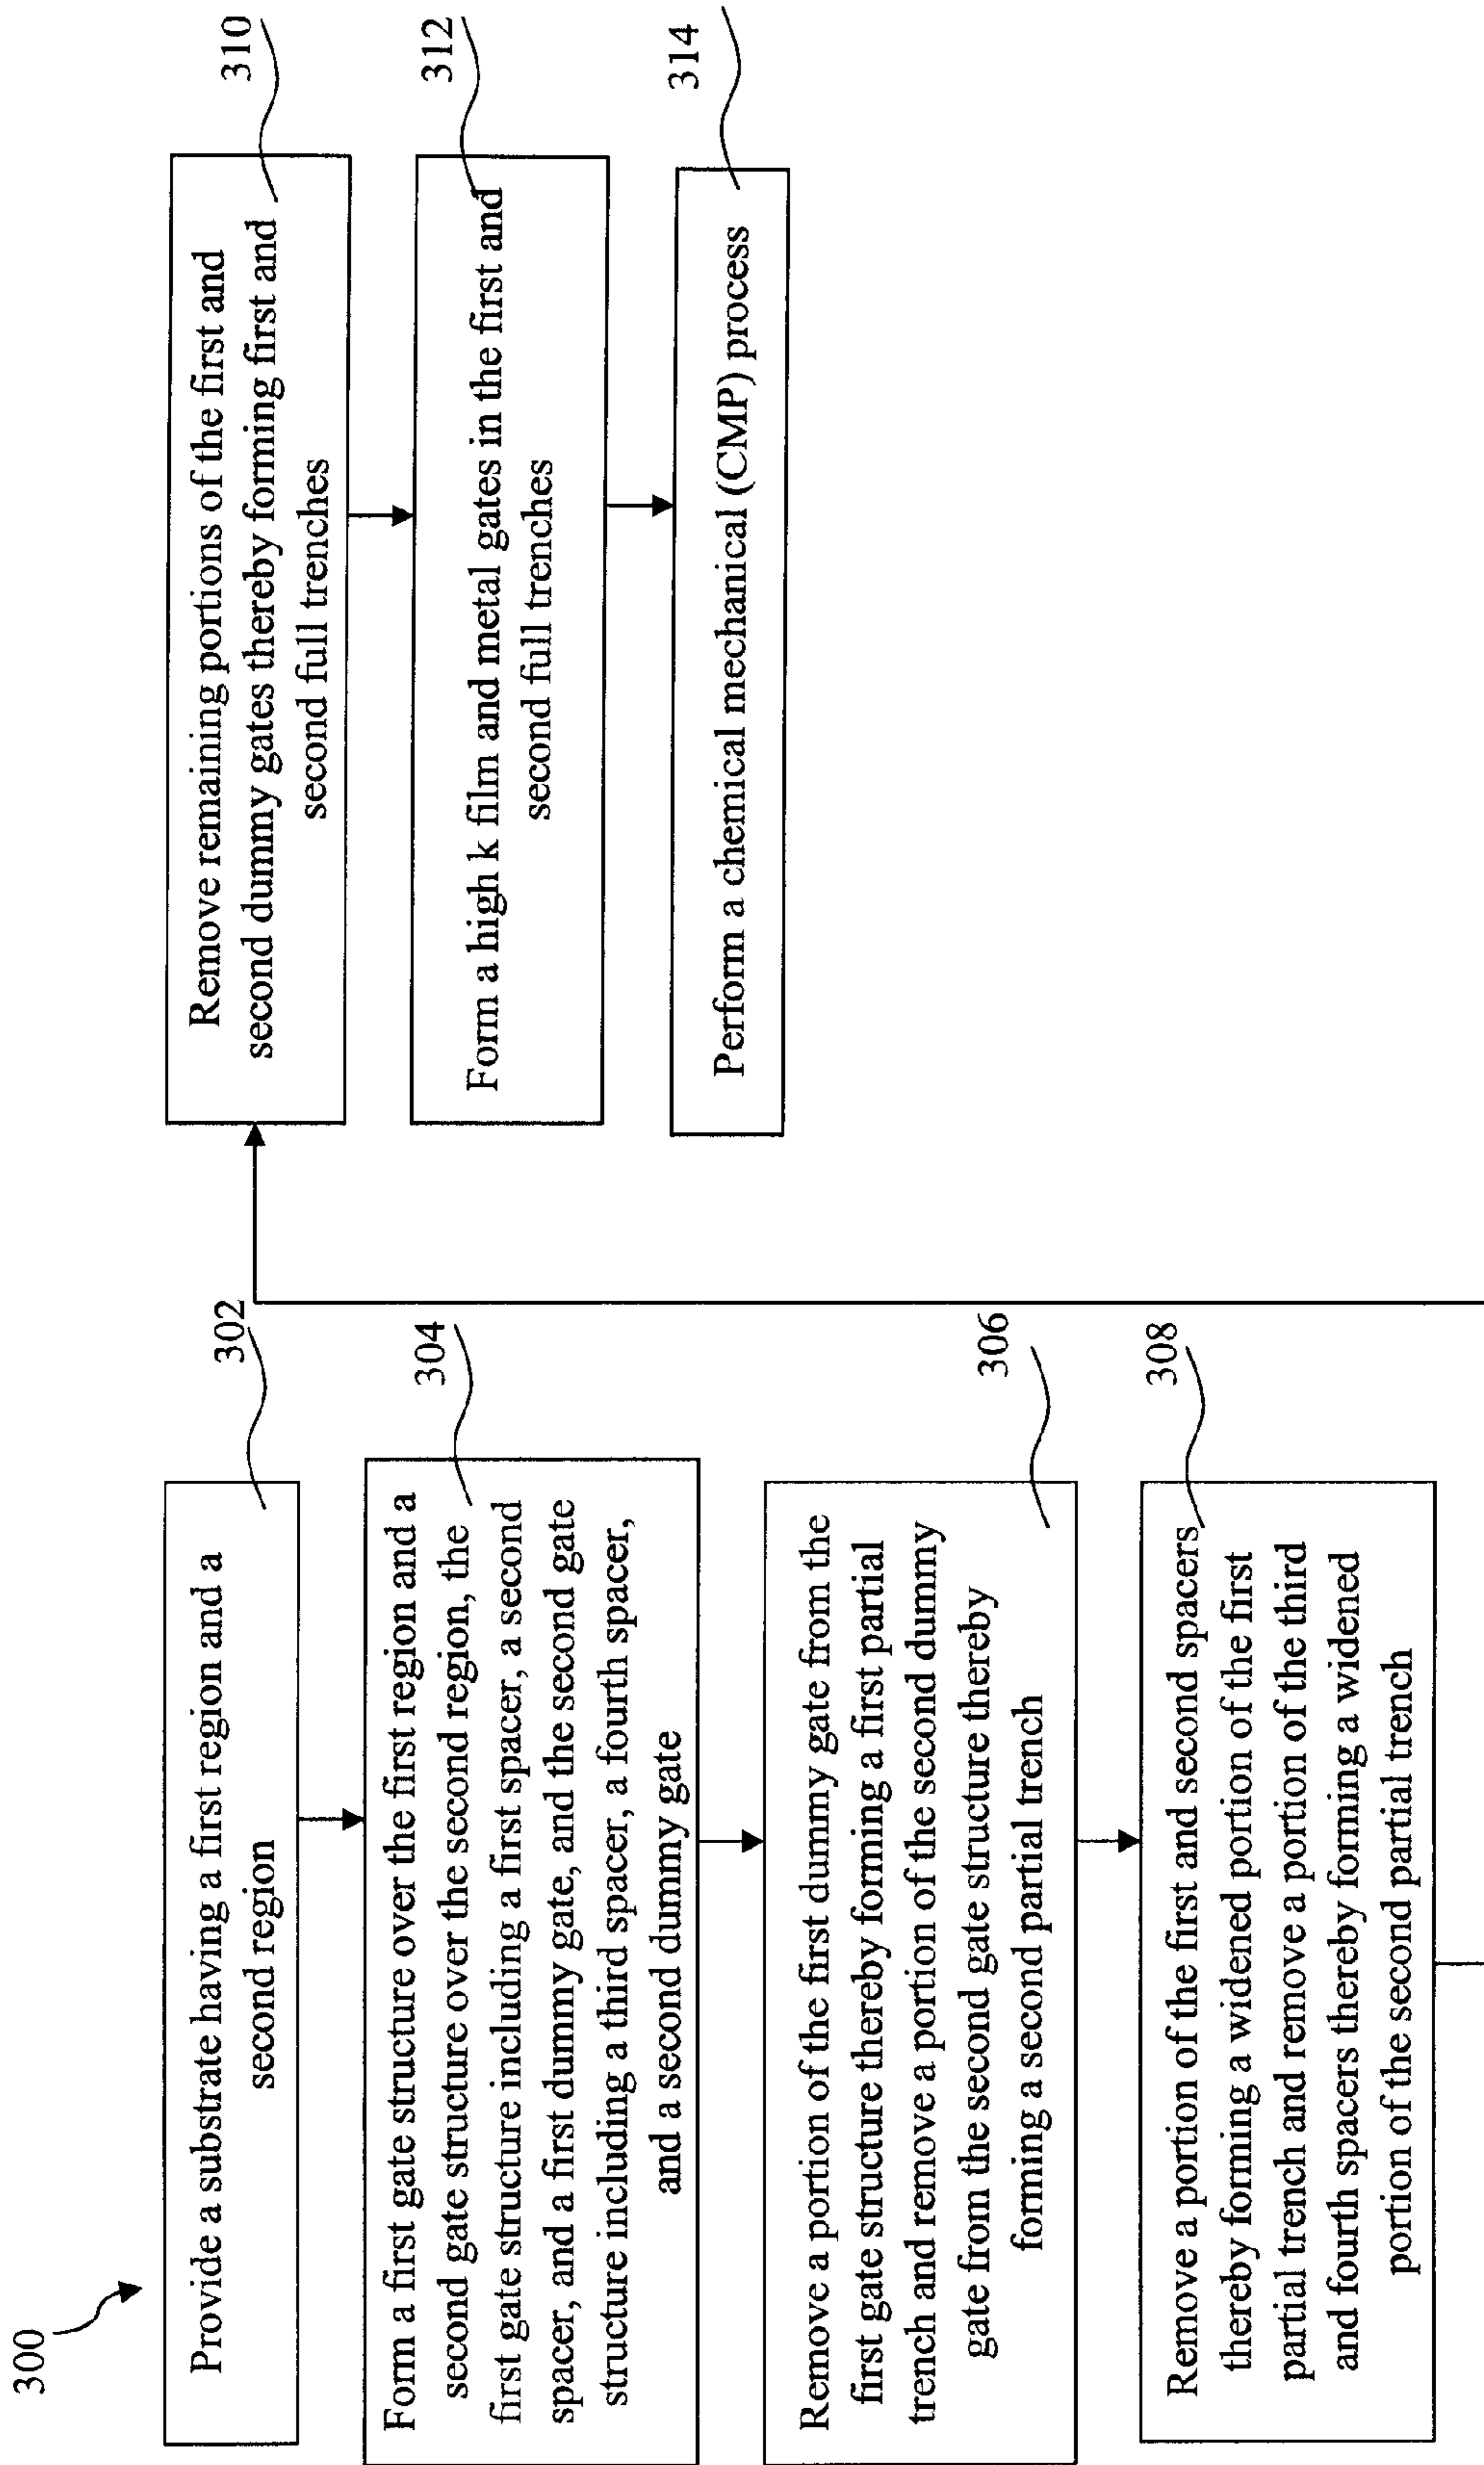 300
302
Provide a substrate having a first region and a
second region
304
Form a first gate structure over the first region and a
second gate structure over the second region, the
first gate structure including a first spacer, a second
spacer, and a first dummy gate, and the second gate
structure including a third spacer, a fourth spacer,
and a second dummy gate
306
Remove a portion of the first dummy gate from the
first gate structure thereby forming a first partial
trench and remove a portion of the second dummy
gate from the second gate structure thereby
forming a second partial trench
308
Remove a portion of the first and second spacers
thereby forming a widened portion of the first
partial trench and remove a portion of the third
and fourth spacers thereby forming a widened
portion of the second partial trench
310
Remove remaining portions of the first and
second dummy gates thereby forming first and
second full trenches
312
Form a high k film and metal gates in the first and
second full trenches
314
Perform a chemical mechanical (CMP) process